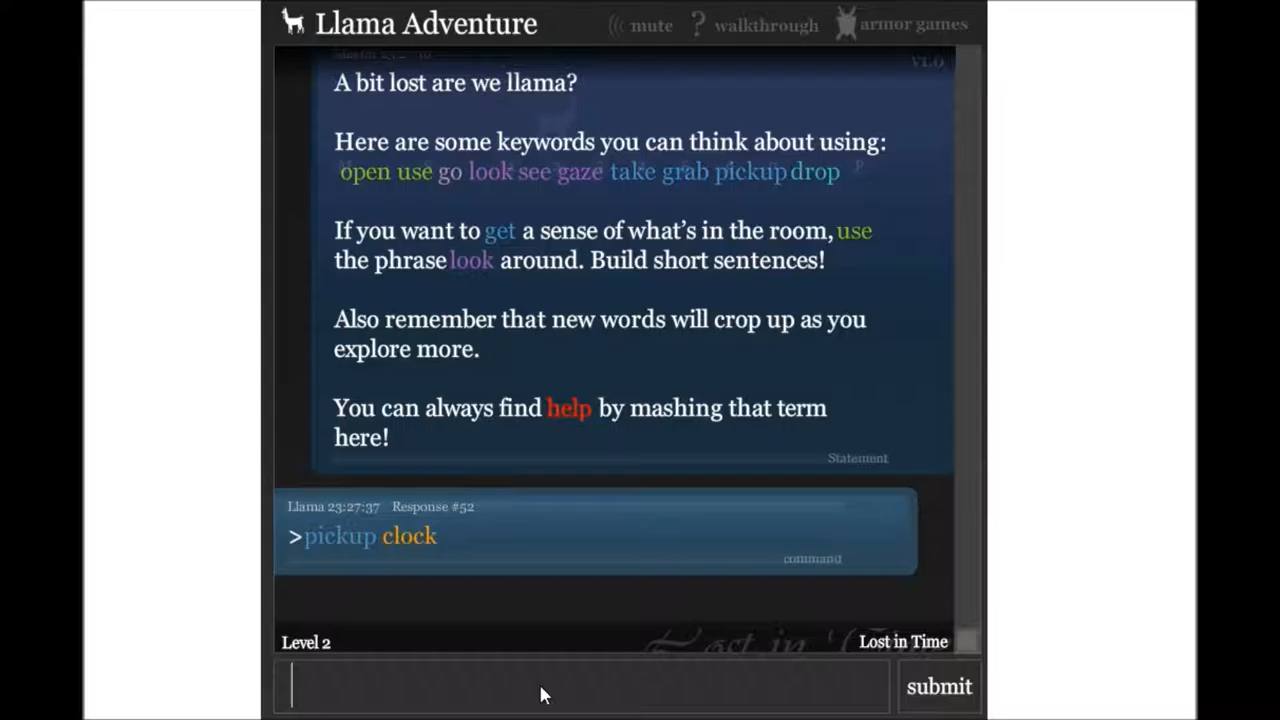 Llama Adventure
mute ? walkthrough armor games
V1.0
A bit lost are we llama?
Here are some keywords you can think about using:
open use go look see gaze take grab pickup drop
If you want to get a sense of what's in the room, use
the phrase look around. Build short sentences!
Also remember that new words will crop up as you
explore more.
You can always find help by mashing that term
here!
Statement
Llama 23:27:37 Response #52
>pickup clock
command
Level 2
Lost in Time
submit